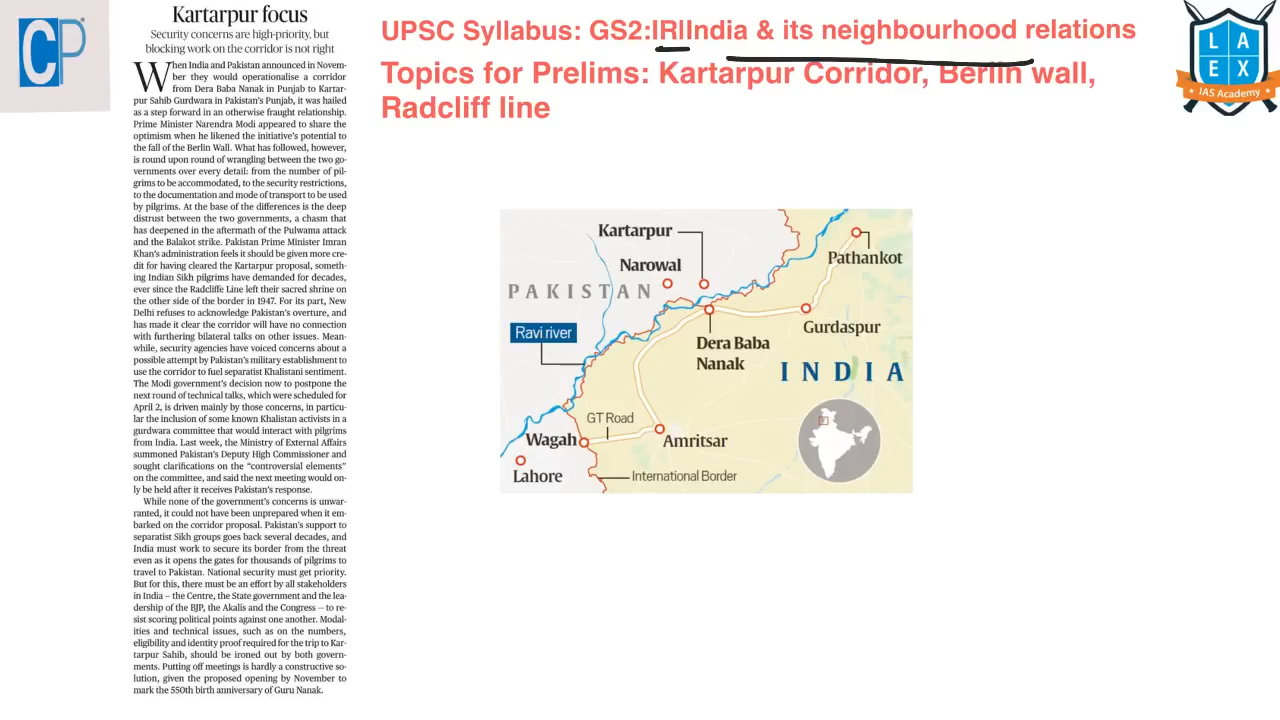 CP®
Kartarpur focus
Security concerns are high-priority, but
blocking work on the corridor is not right
When India and Pakistan announced in Novem-
ber they would operationalise a corridor
from Dera Baba Nanak in Punjab to Kartar-
pur Sahib Gurdwara in Pakistan's Punjab, it was hailed
as a step forward in an otherwise fraught relationship.
Prime Minister Narendra Modi appeared to share the
optimism when he likened the initiative's potential to
the fall of the Berlin Wall. What has followed, however,
is round upon round of wrangling between the two go-
vernments over every detail: from the number of pil-
grims to be accommodated, to the security restrictions,
to the documentation and mode of transport to be used
by pilgrims. At the base of the differences is the deep
distrust between the two governments, a chasm that
has deepened in the aftermath of the Pulwama attack
and the Balakot strike. Pakistan Prime Minister Imran
Khan's administration feels it should be given more cre-
dit for having cleared the Kartarpur proposal, someth-
ing Indian Sikh pilgrims have demanded for decades,
ever since the Radcliffe Line left their sacred shrine on
the other side of the border in 1947. For its part, New
Delhi refuses to acknowledge Pakistan's overture, and
has made it clear the corridor will have no connection
with furthering bilateral talks on other issues. Mean-
while, security agencies have voiced concerns about a
possible attempt by Pakistan's military establishment to
use the corridor to fuel separatist Khalistani sentiment.
The Modi government's decision now to postpone the
next round of technical talks, which were scheduled for
April 2, is driven mainly by those concerns, in particu-
lar the inclusion of some known Khalistan activists in a
gurdwara committee that would interact with pilgrims
from India. Last week, the Ministry of External Affairs
summoned Pakistan's Deputy High Commissioner and
sought clarifications on the “controversial elements”
on the committee, and said the next meeting would on-
ly be held after it receives Pakistan's response.
While none of the government's concerns is unwar-
ranted, it could not have been unprepared when it em-
barked on the corridor proposal. Pakistan's support to
separatist Sikh groups goes back several decades, and
India must work to secure its border from the threat
even as it opens the gates for thousands of pilgrims to
travel to Pakistan. National security must get priority.
But for this, there must be an effort by all stakeholders
in India – the Centre, the State government and the lea-
dership of the BJP, the Akalis and the Congress – to re-
sist scoring political points against one another. Modal-
ities and technical issues, such as on the numbers,
eligibility and identity proof required for the trip to Kar-
tarpur Sahib, should be ironed out by both govern-
ments. Putting off meetings is hardly a constructive so-
lution, given the proposed opening by November to
mark the 550th birth anniversary of Guru Nanak.
UPSC Syllabus: GS2:IRIIndia & its neighbourhood relations
Topics for Prelims: Kartarpur Corridor, Berlin wall,
Radcliff line
LA
EX
IAS Academy
Kartarpur
Pathankot
Narowal
PAKISTAN
Gurdaspur
Ravi river
Dera Baba
Nanak
INDIA
GT Road
Wagah
Amritsar
Lahore
International Border